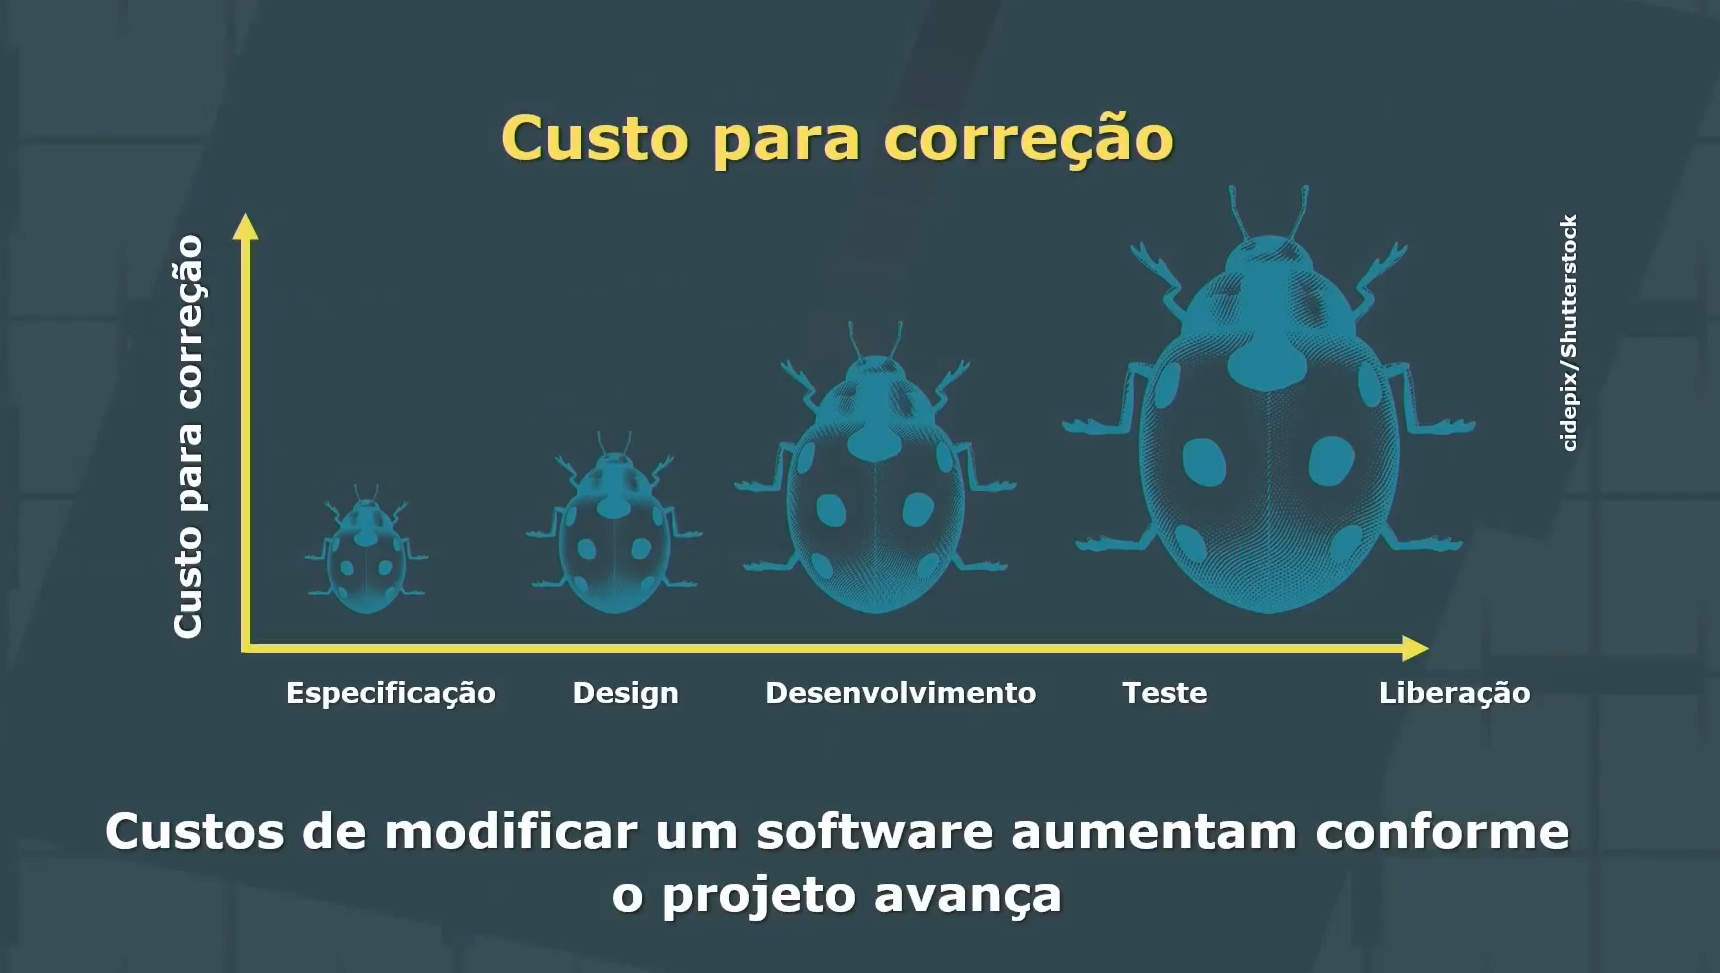 Custo para correção
Custo para correção
cidepix/Shutterstock
Especificação
Design
Desenvolvimento
Teste
Liberação
Custos de modificar um software aumentam conforme
o projeto avança